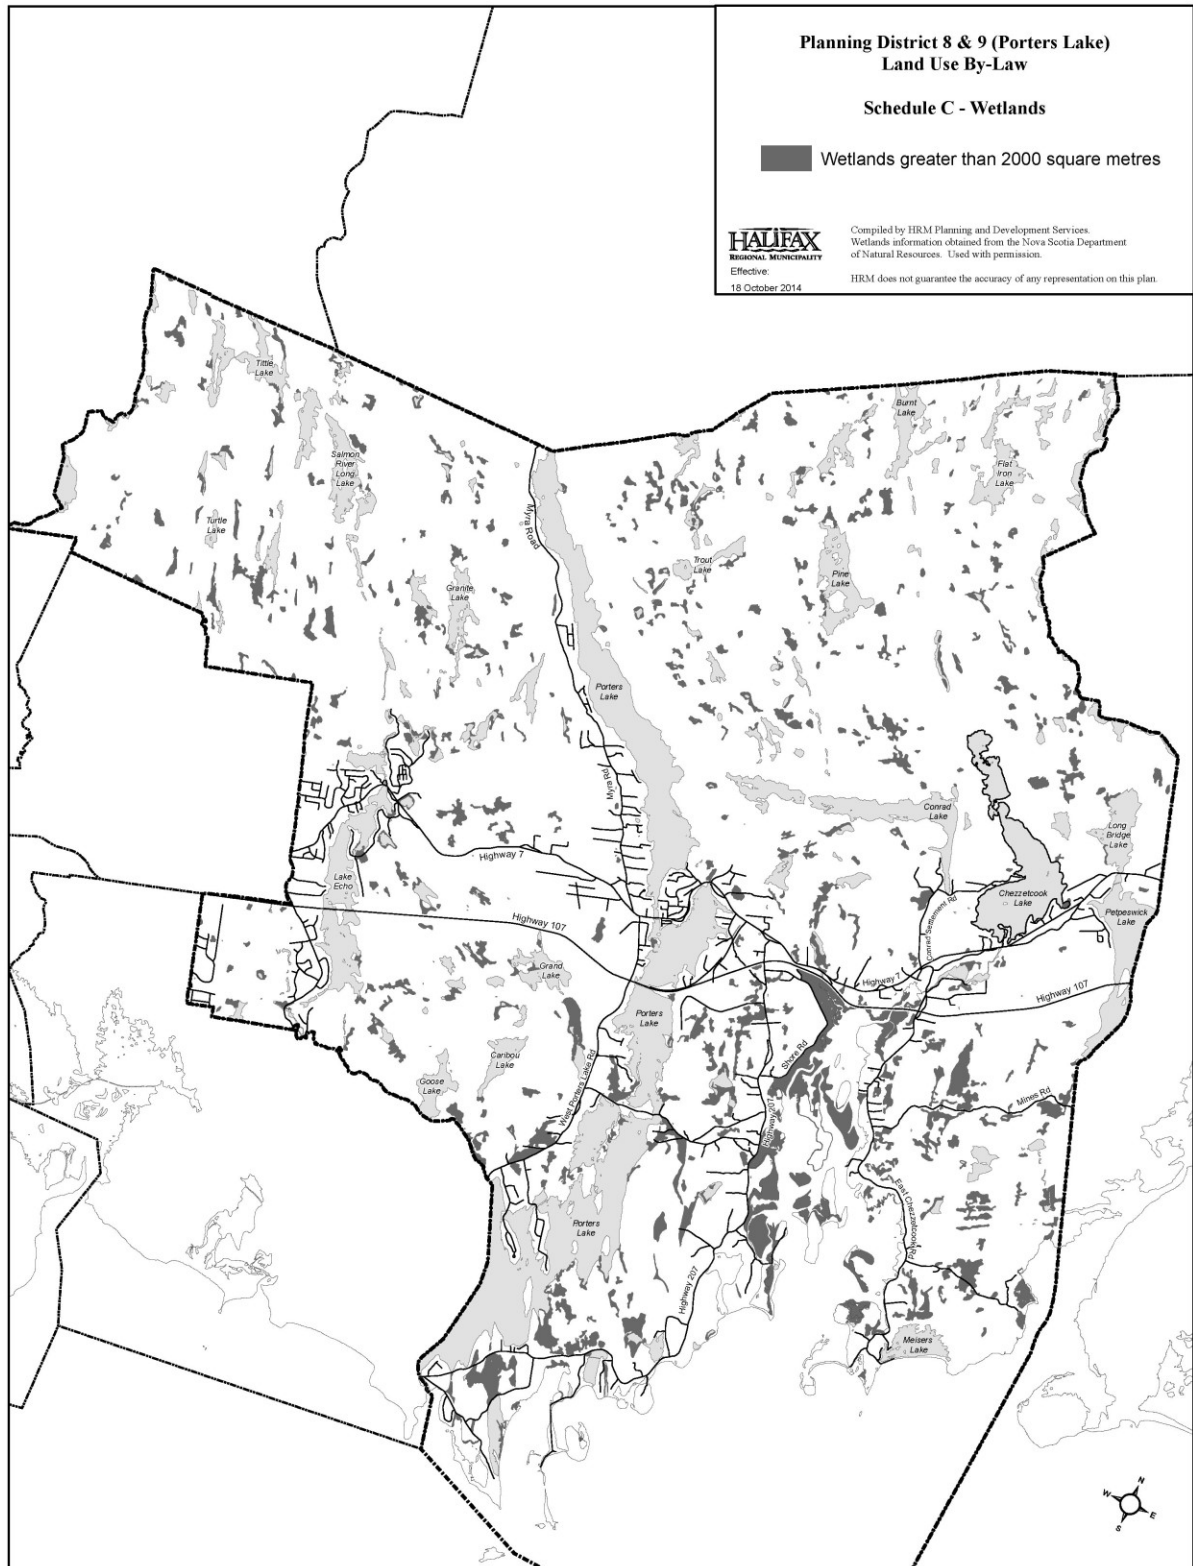 Planning District 8 & 9 (Porters Lake)
Land Use By-Law
Schedule C - Wetlands
Wetlands greater than 2000 square metres
HALIFAX
REGIONAL MUNICIPALITY
Effective:
18 October 2014
Compiled by HRM Planning and Development Services.
Wetlands information obtained from the Nova Scotia Department
of Natural Resources. Used with permission.
HRM does not guarantee the accuracy of any representation on this plan.
Tittle
Lake
Burnt
Lake
Salmon
River
Long
Lake
Flat
Iron
Lake
Turtle
Lake
Myra Road
Trout
Lake
Pine
Lake
Granite
Lake
Porters
Lake
Myra Rd
Conrad
Lake
Long
Bridge
Lake
Highway 7
Lake
Echo
Chezzetcook
Lake
Conrad Settlement Rd
Petpeswick
Lake
Highway 107
Grand
Lake
Highway 7
Highway 107
Porters
Lake
Shore Rd
Caribou
Lake
Goose
Lake
West Porters Lake Rd
Highway 207
Mines Rd
East Chezzetcook Rd
Porters
Lake
Highway 207
Meisers
Lake
N
W
E
S